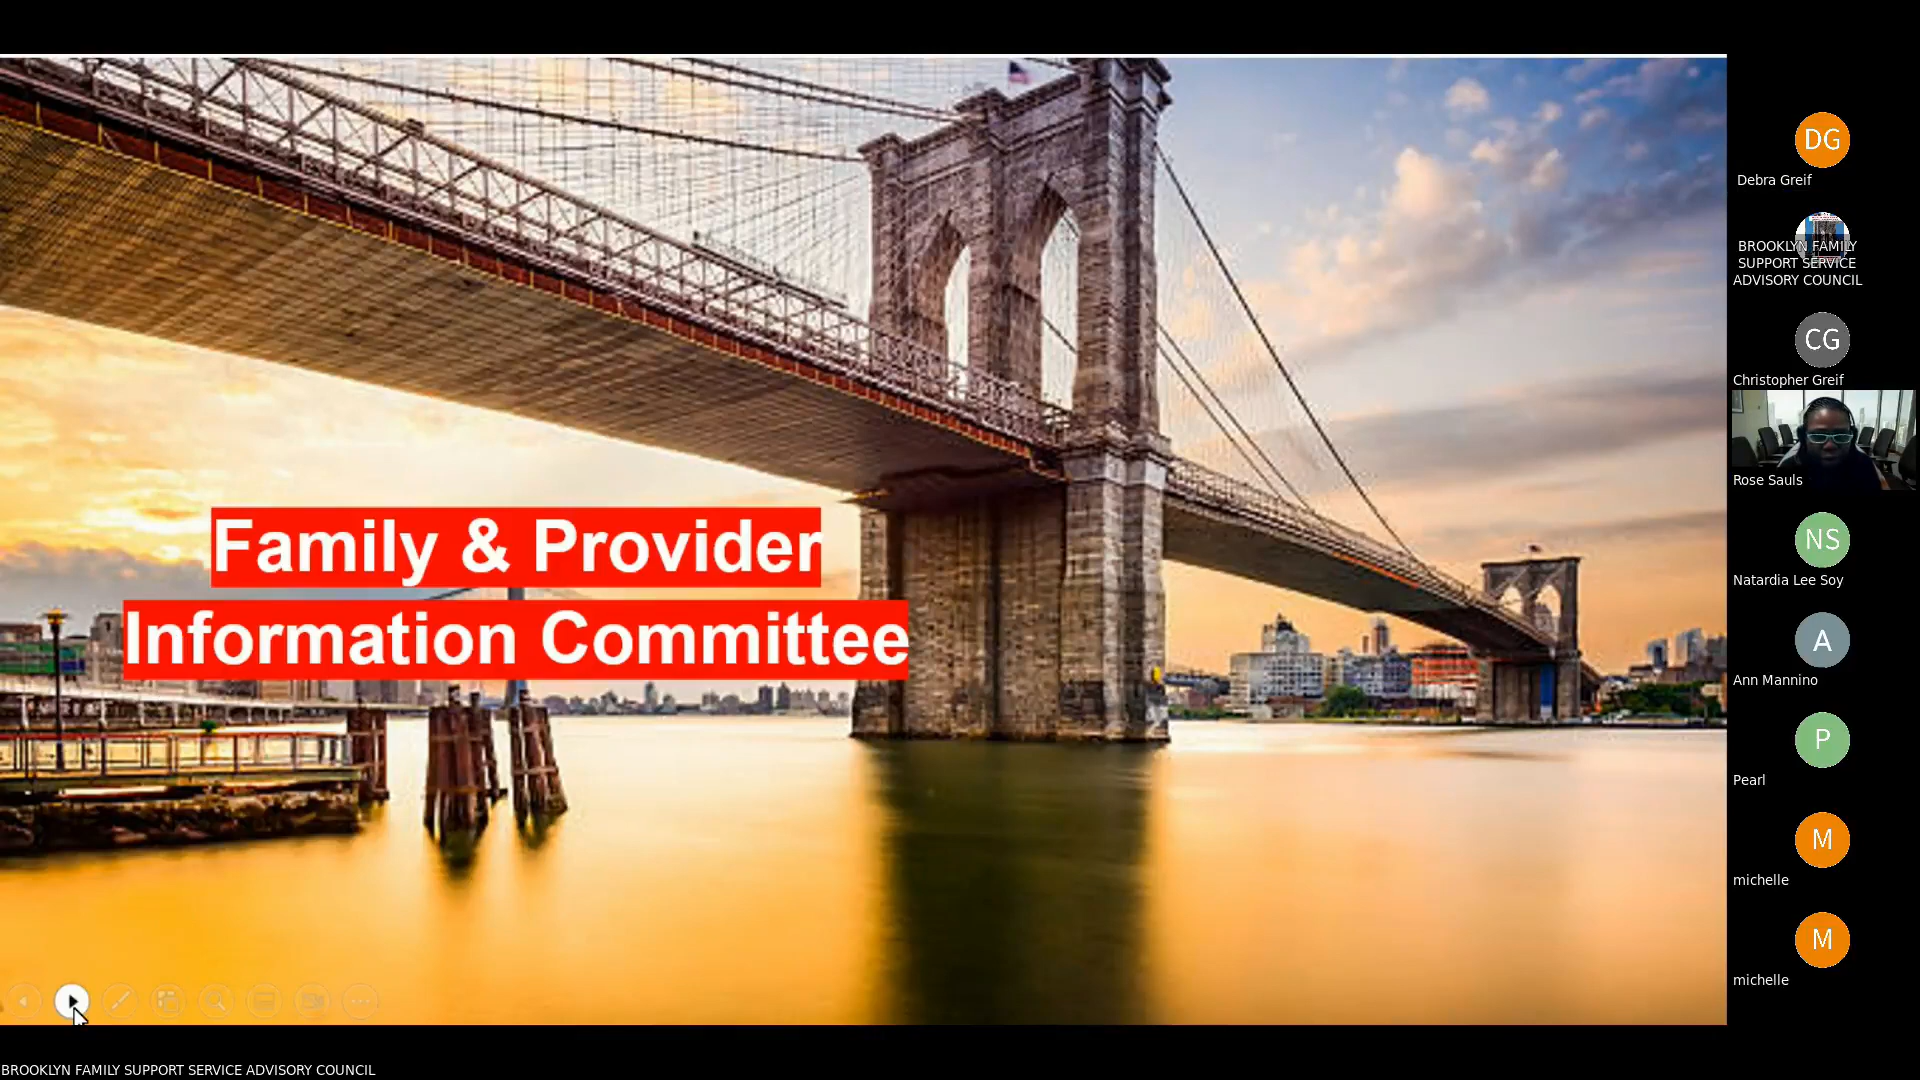 Family & Provider
Information Committee
DG
Debra Greif
BROOKLYN FAMILY
SUPPORT SERVICE
ADVISORY COUNCIL
CG
Christopher Greif
Rose Sauls
NS
Natardia Lee Soy
A
Ann Mannino
P
Pearl
M
michelle
M
michelle
BROOKLYN FAMILY SUPPORT SERVICE ADVISORY COUNCIL